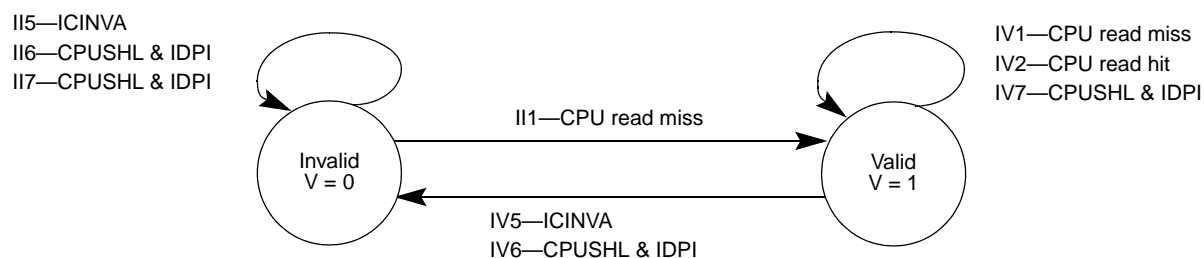 II5—ICINVA
II6—CPUSHL & IDPI
II7—CPUSHL & IDPI
IV1—CPU read miss
IV2—CPU read hit
IV7—CPUSHL & IDPI
II1—CPU read miss
Invalid
V = 0
Valid
V = 1
IV5—ICINVA
IV6—CPUSHL & IDPI